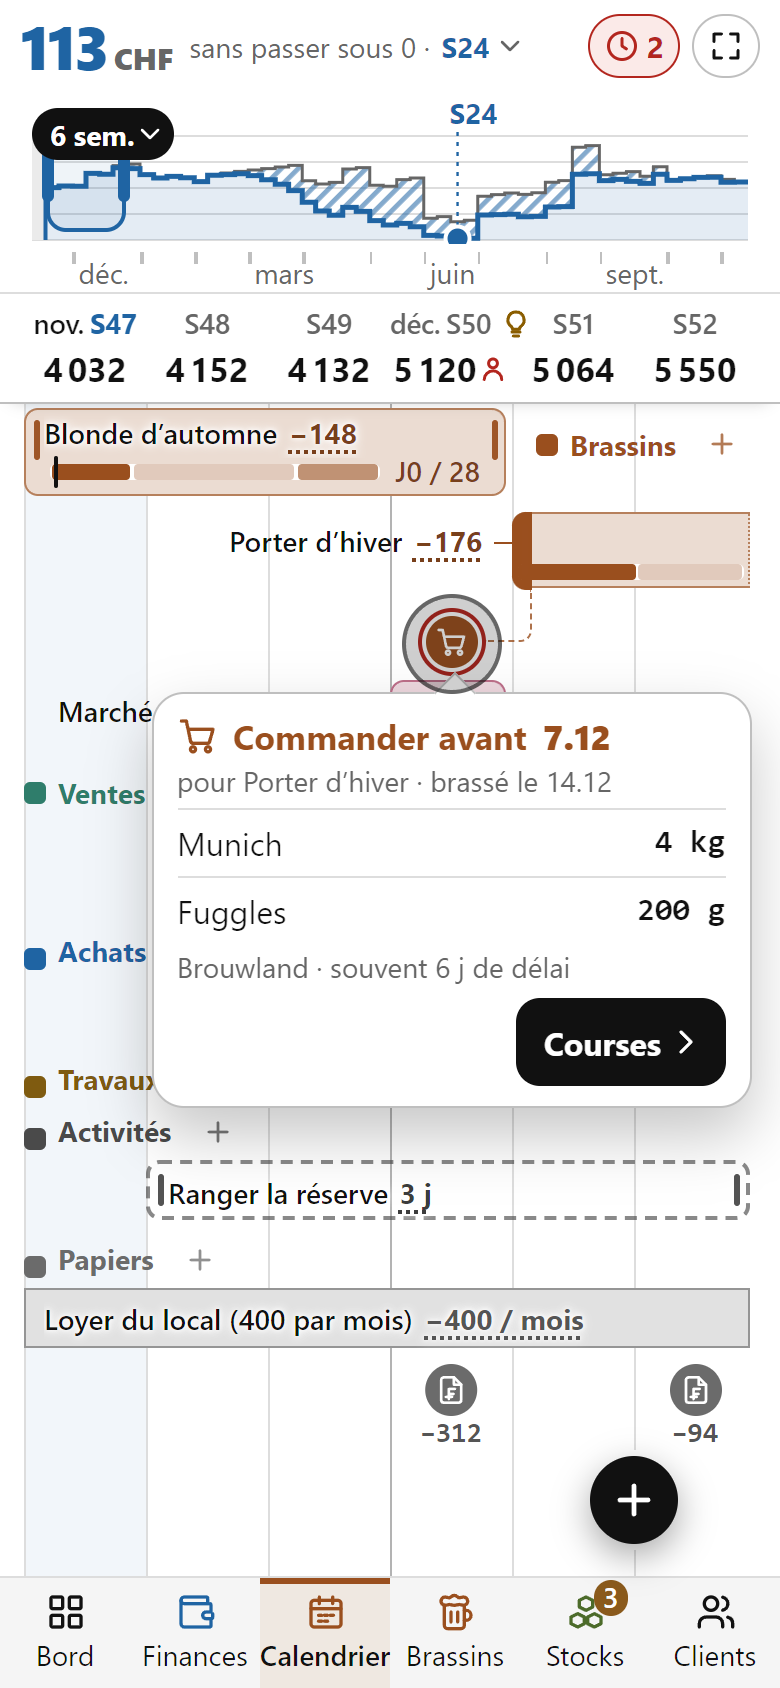 113 CHF sans passer sous 0 · S24
2
S24
6 sem.
déc. mars juin sept.
nov. S47 S48 S49 déc. S50 S51 S52
4 032 4 152 4 132 5 120 5 064 5 550
Blonde d’automne −148
J0 / 28
Brassins +
Porter d’hiver −176
Marché
Commander avant 7.12
pour Porter d’hiver · brassé le 14.12
Munich 4 kg
Fuggles 200 g
Brouwland · souvent 6 j de délai
Courses
Ventes
Achats
Travaux
Activités +
Ranger la réserve 3 j
Papiers +
Loyer du local (400 par mois) −400 / mois
−312 −94
+
3
Bord Finances Calendrier Brassins Stocks Clients